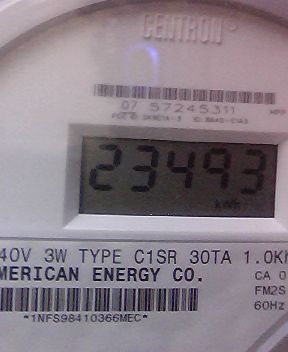 CENTRON
07 57245311
23493
kWh
40V 3W TYPE C1SR 30TA 1.0Kh
MERICAN ENERGY CO.
CA 0
FM2S
60Hz
*1NFS98410366MEC*